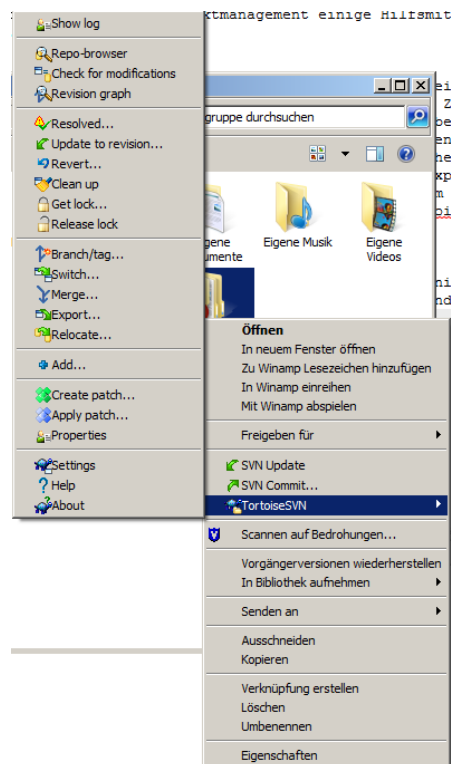 ktmanagement einige Hilfsmit
Show log
Repo-browser
Check for modifications
Revision graph
Resolved...
Update to revision...
Revert...
Clean up
Get lock...
Release lock
Branch/tag...
Switch...
Merge...
Export...
Relocate...
Add...
Create patch...
Apply patch...
Properties
Settings
Help
About
gruppe durchsuchen
gene
umente
Eigene Musik
Eigene
Videos
Öffnen
In neuem Fenster öffnen
Zu Winamp Lesezeichen hinzufügen
In Winamp einreihen
Mit Winamp abspielen
Freigeben für
SVN Update
SVN Commit...
TortoiseSVN
Scannen auf Bedrohungen...
Vorgängerversionen wiederherstellen
In Bibliothek aufnehmen
Senden an
Ausschneiden
Kopieren
Verknüpfung erstellen
Löschen
Umbenennen
Eigenschaften